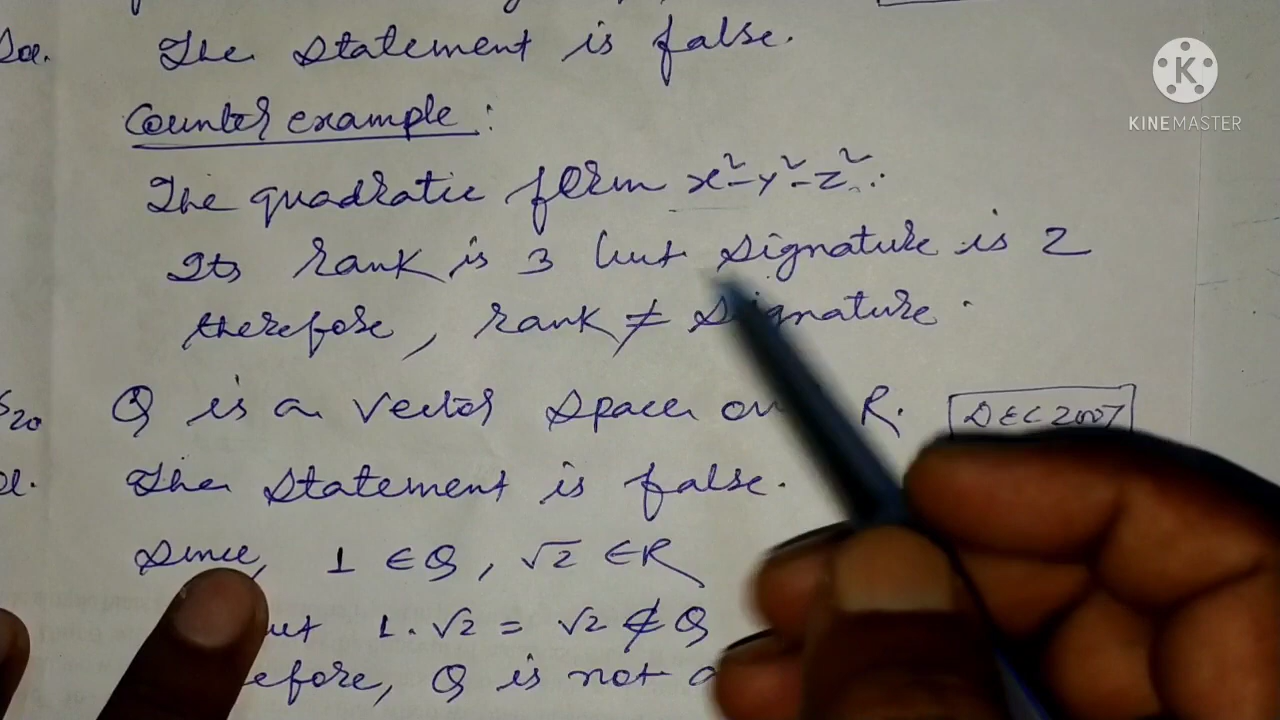 The statement is false.
Counter example:
The quadratic form x²-y²-z².
Its rank is 3 but signature is 2
therefore, rank ≠ signature.
S20 Q is a vector space R. DEC 2007
The statement is false.
Since, 1 ∈ Q, √2 ∈ R
1.√2 = √2 ∉ Q
Q is not a
KINEMASTER